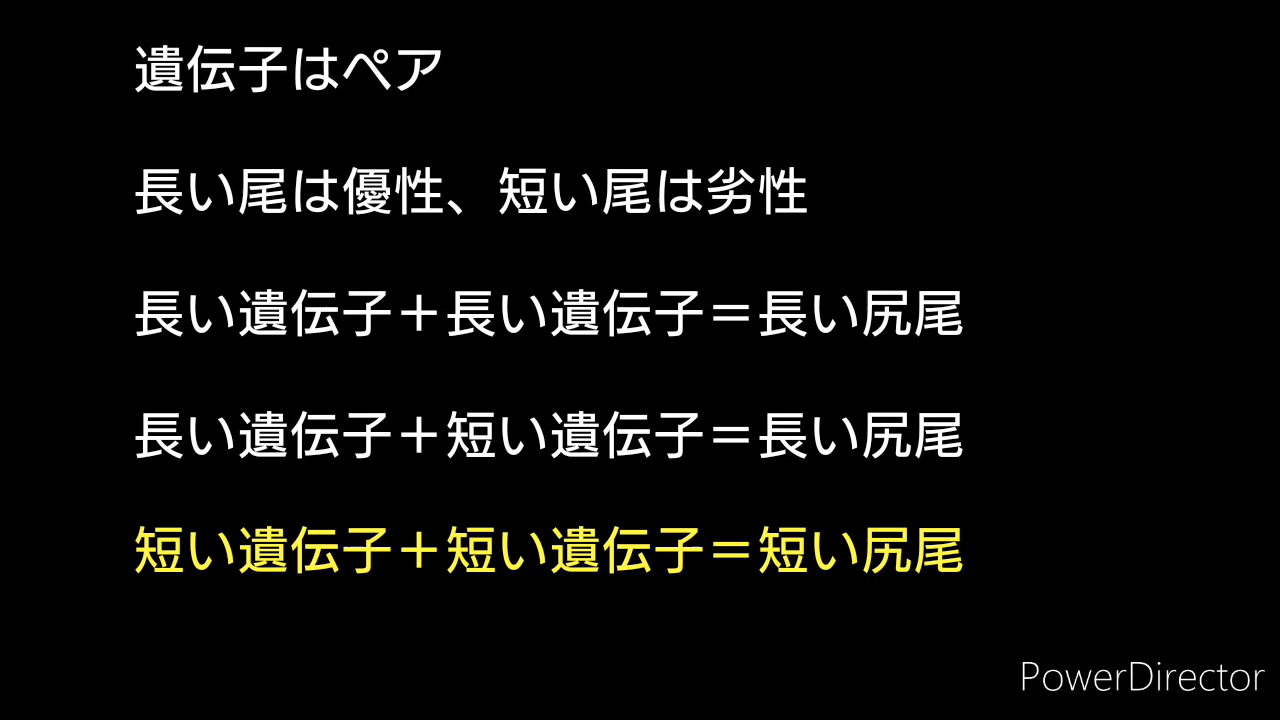 遺伝子はペア
長い尾は優性、短い尾は劣性
長い遺伝子＋長い遺伝子＝長い尻尾
長い遺伝子＋短い遺伝子＝長い尻尾
短い遺伝子＋短い遺伝子＝短い尻尾
PowerDirector